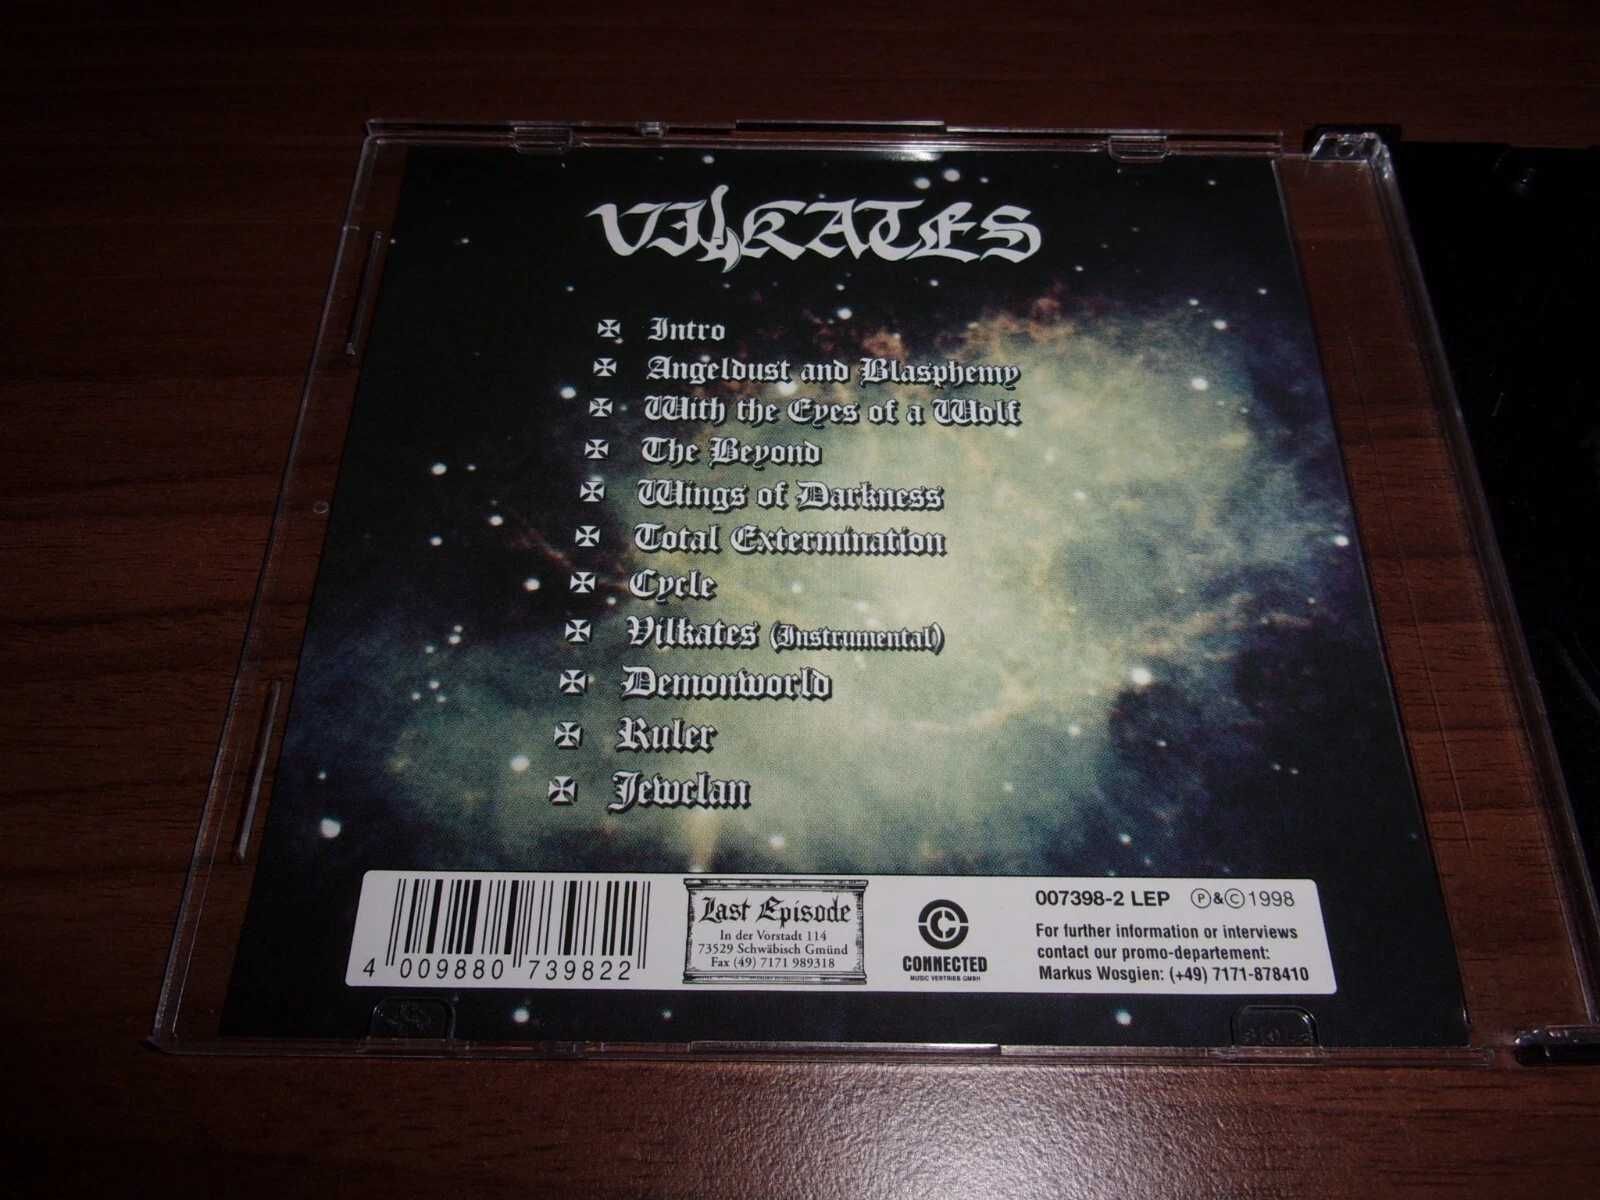 VILKATES
Intro
Angeldust and Blasphemy
With the Eyes of a Wolf
The Beyond
Wings of Darkness
Total Extermination
Cycle
Vilkates (Instrumental)
Demonworld
Ruler
Jewclan
4 009880 739822
Last Episode
In der Vorstadt 114
73529 Schwäbisch Gmünd
Fax (49) 7171 989318
CONNECTED
MUSIC VERTRIEB GMBH
007398-2 LEP Ⓟ&Ⓒ 1998
For further information or interviews
contact our promo-departement:
Markus Wosgien: (+49) 7171-878410